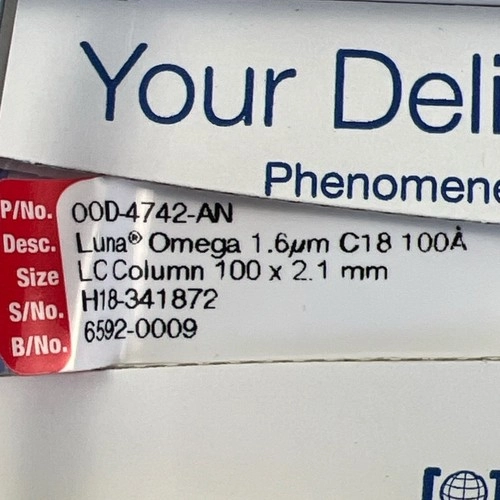 Your Deli
Phenomene
P/No. 00D-4742-AN
Desc. Luna® Omega 1.6µm C18 100Å
Size LC Column 100 x 2.1 mm
S/No. H18-341872
B/No. 6592-0009